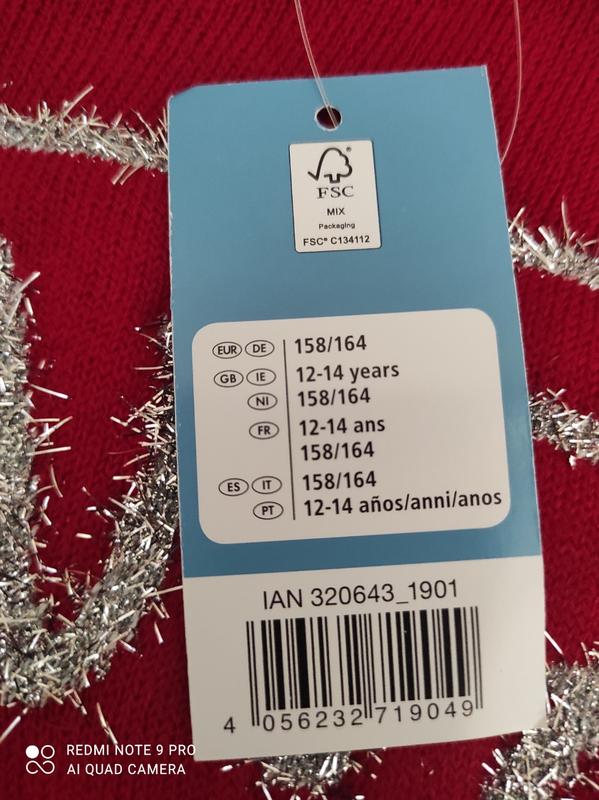 FSC
MIX
Packaging
FSC® C134112
EUR DE 158/164
GB IE 12-14 years
NI 158/164
FR 12-14 ans
158/164
ES IT 158/164
PT 12-14 años/anni/anos
IAN 320643_1901
4 056232 719049
REDMI NOTE 9 PRO
AI QUAD CAMERA